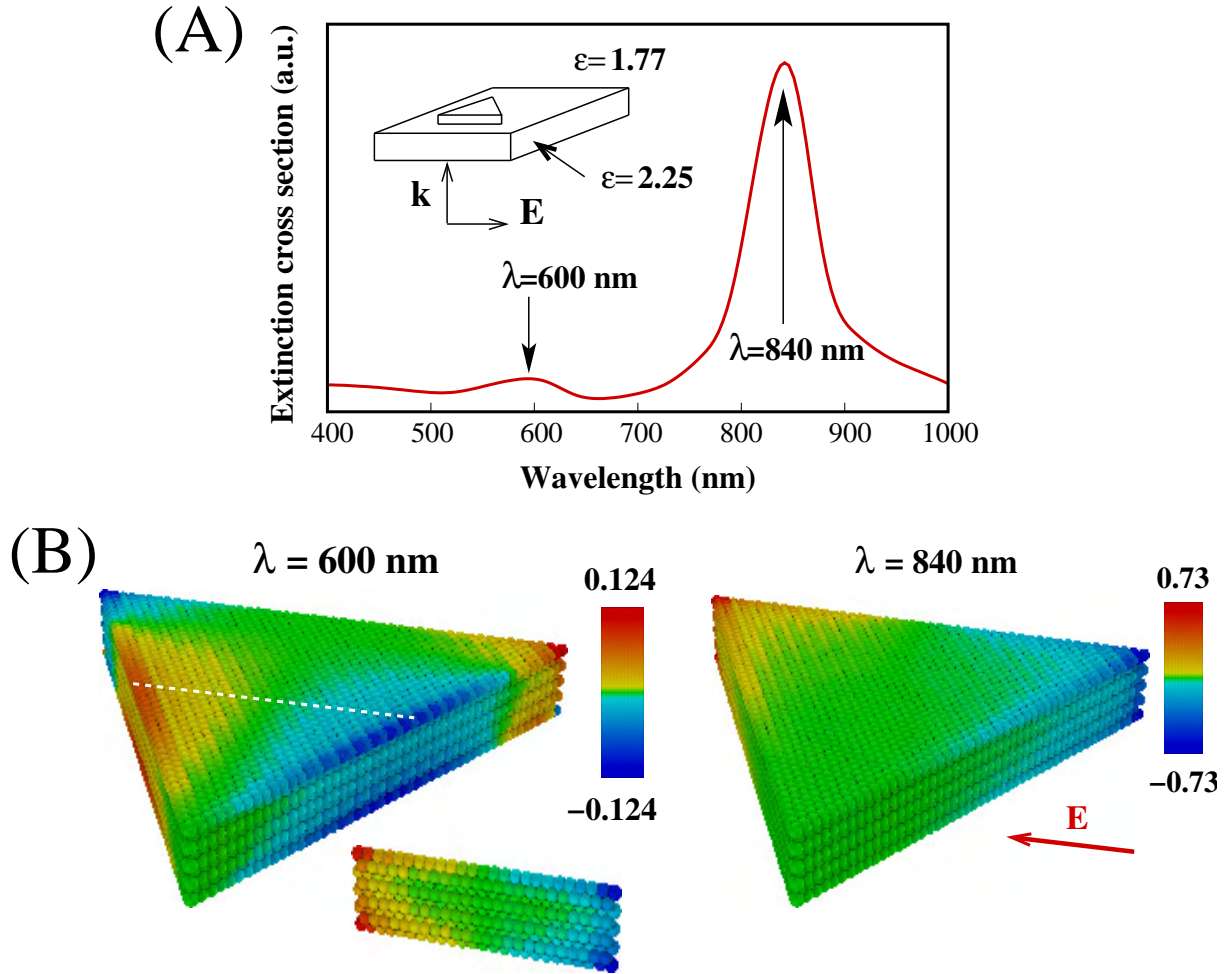 (A)
Extinction cross section (a.u.)
ε=1.77
ε=2.25
k
E
λ=600 nm
λ=840 nm
400 500 600 700 800 900 1000
Wavelength (nm)
(B)
λ = 600 nm
0.124
−0.124
λ = 840 nm
0.73
−0.73
E